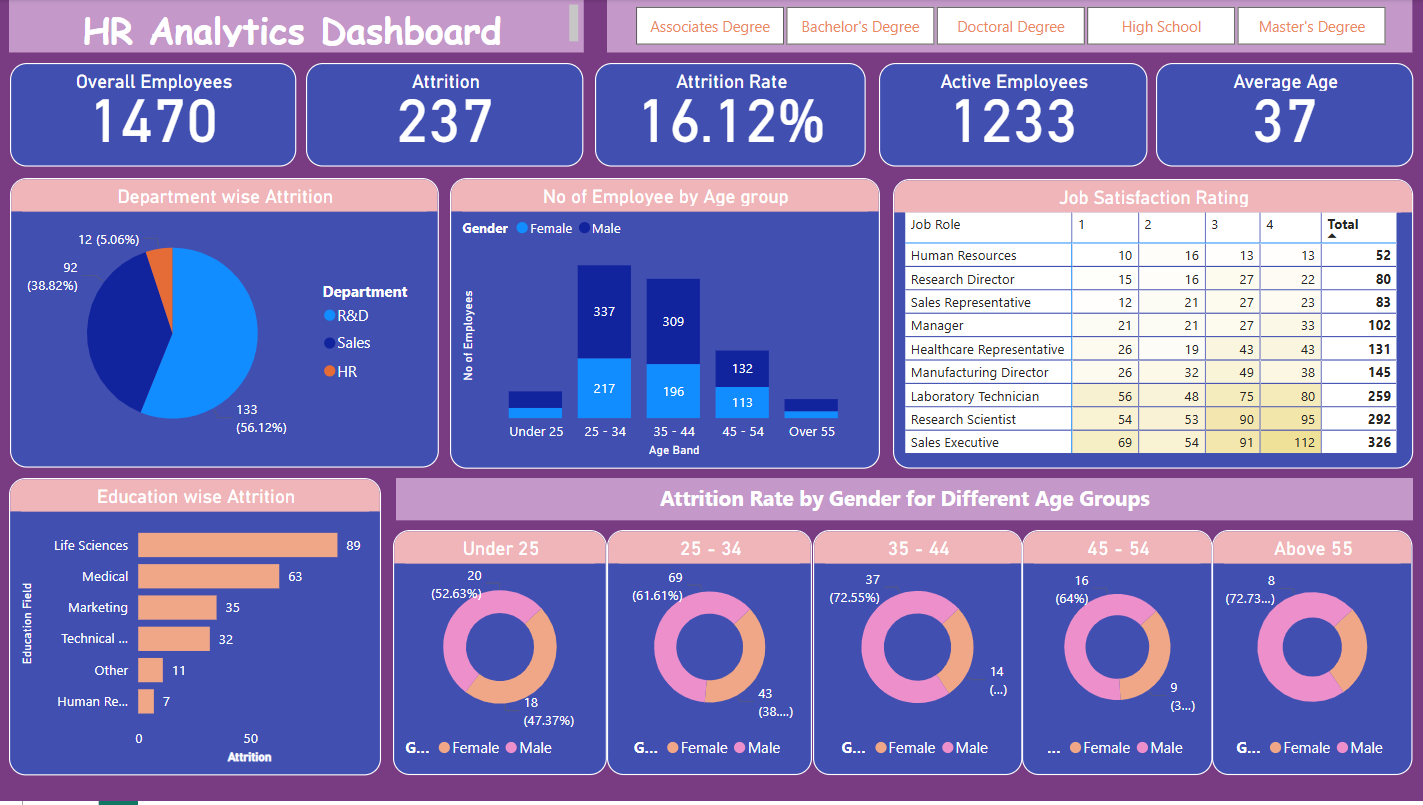 HR Analytics Dashboard
Associates Degree
Bachelor's Degree
Doctoral Degree
High School
Master's Degree
Overall Employees
1470
Attrition
237
Attrition Rate
16.12%
Active Employees
1233
Average Age
37
Department wise Attrition
12 (5.06%)
92
(38.82%)
133
(56.12%)
Department
R&D
Sales
HR
No of Employee by Age group
Gender Female Male
No of Employees
337
217
309
196
132
113
Under 25
25 - 34
35 - 44
45 - 54
Over 55
Age Band
Job Satisfaction Rating
Job Role 1 2 3 4 Total
Human Resources 10 16 13 13 52
Research Director 15 16 27 22 80
Sales Representative 12 21 27 23 83
Manager 21 21 27 33 102
Healthcare Representative 26 19 43 43 131
Manufacturing Director 26 32 49 38 145
Laboratory Technician 56 48 75 80 259
Research Scientist 54 53 90 95 292
Sales Executive 69 54 91 112 326
Education wise Attrition
Education Field
Life Sciences 89
Medical 63
Marketing 35
Technical ... 32
Other 11
Human Re... 7
0 50
Attrition
Attrition Rate by Gender for Different Age Groups
Under 25
20
(52.63%)
18
(47.37%)
G... Female Male
25 - 34
69
(61.61%)
43
(38....)
G... Female Male
35 - 44
37
(72.55%)
14
(...)
G... Female Male
45 - 54
16
(64%)
9
(3...)
... Female Male
Above 55
8
(72.73...)
G... Female Male